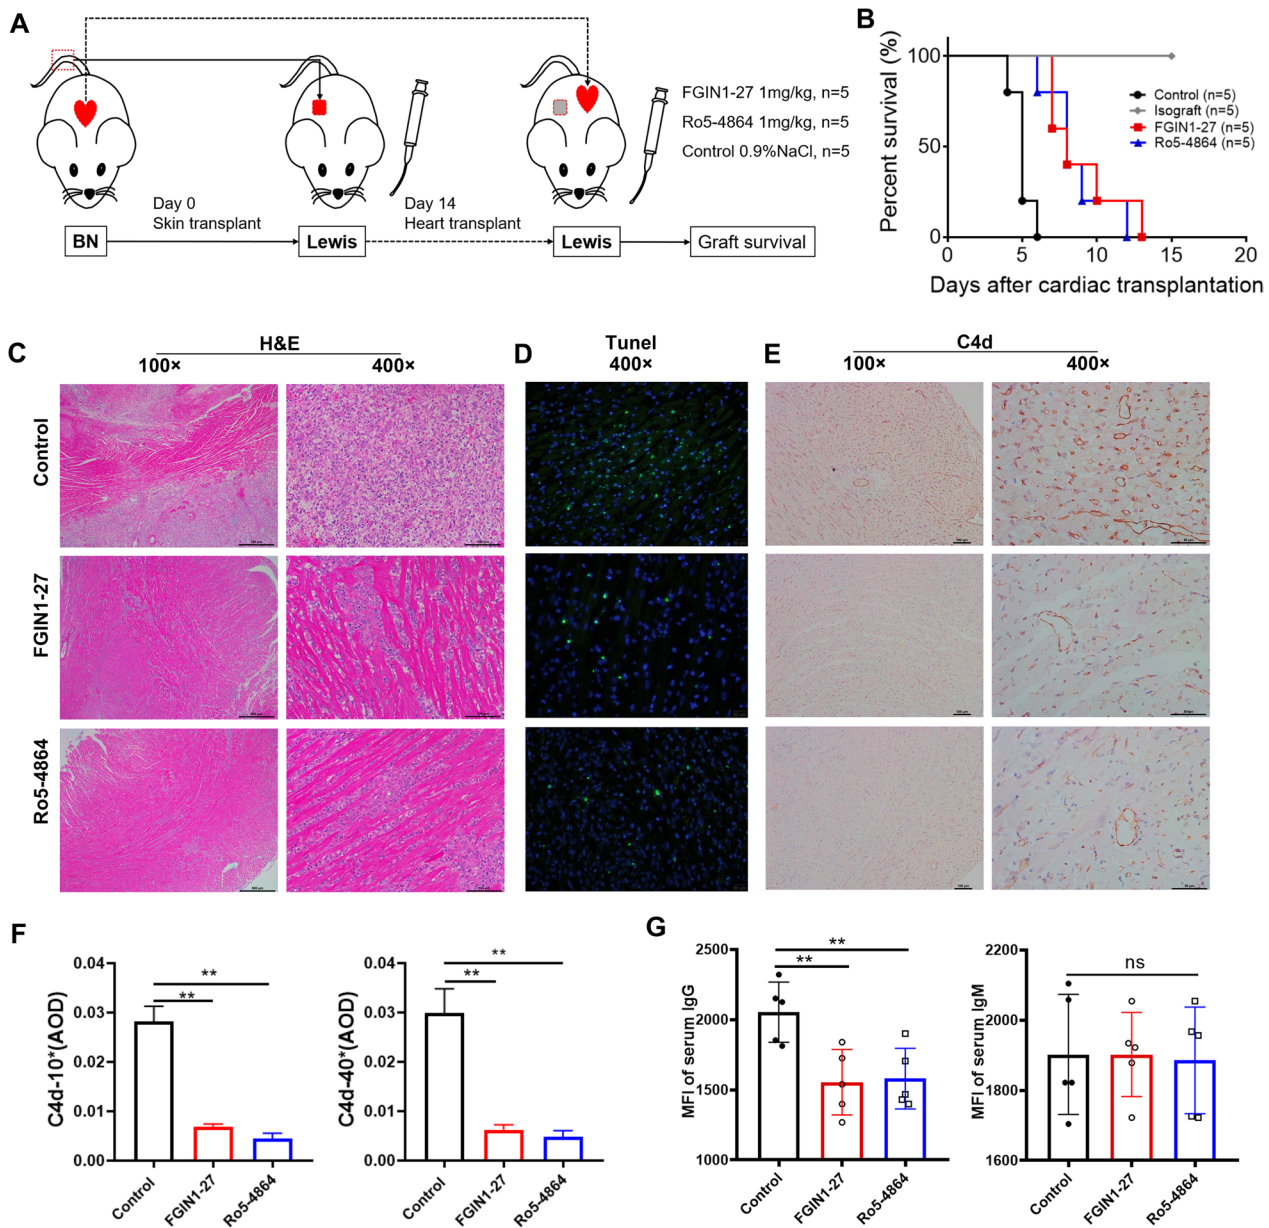 A
FGIN1-27 1mg/kg, n=5
Ro5-4864 1mg/kg, n=5
Control 0.9%NaCl, n=5
Day 0
Skin transplant
Day 14
Heart transplant
BN
Lewis
Lewis
Graft survival
B
Percent survival (%)
100
50
0
0
5
10
15
20
Days after cardiac transplantation
Control (n=5)
Isograft (n=5)
FGIN1-27 (n=5)
Ro5-4864 (n=5)
C
H&E
100×
400×
D
Tunel
400×
E
C4d
100×
400×
Control
FGIN1-27
Ro5-4864
F
C4d-10*(AOD)
0.04
0.03
0.02
0.01
0.00
**
**
Control
FGIN1-27
Ro5-4864
C4d-40*(AOD)
0.04
0.03
0.02
0.01
0.00
**
**
Control
FGIN1-27
Ro5-4864
G
MFI of serum IgG
2500
2000
1500
1000
**
**
Control
FGIN1-27
Ro5-4864
MFI of serum IgM
2200
2000
1800
1600
ns
Control
FGIN1-27
Ro5-4864